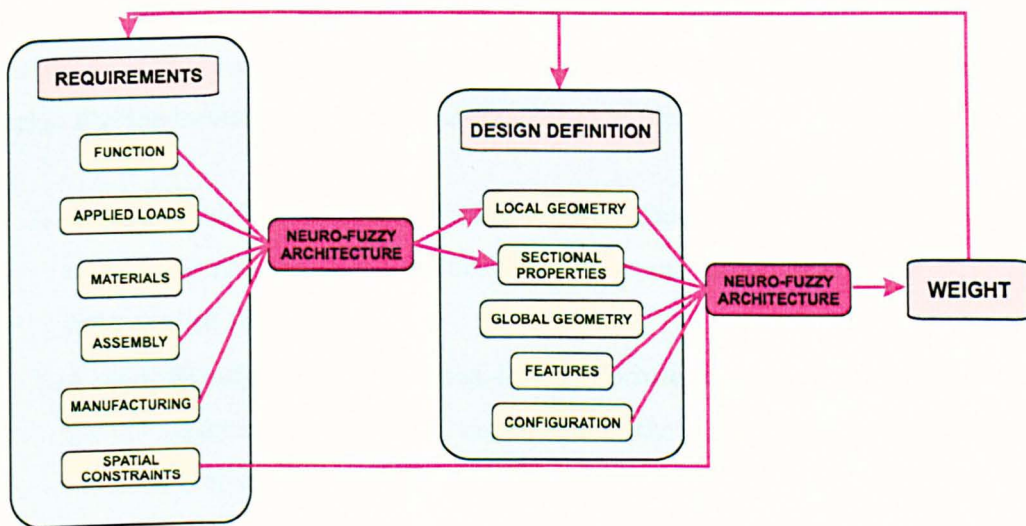 REQUIREMENTS
FUNCTION
APPLIED LOADS
MATERIALS
ASSEMBLY
MANUFACTURING
SPATIAL
CONSTRAINTS
NEURO-FUZZY
ARCHITECTURE
DESIGN DEFINITION
LOCAL GEOMETRY
SECTIONAL
PROPERTIES
GLOBAL GEOMETRY
FEATURES
CONFIGURATION
NEURO-FUZZY
ARCHITECTURE
WEIGHT